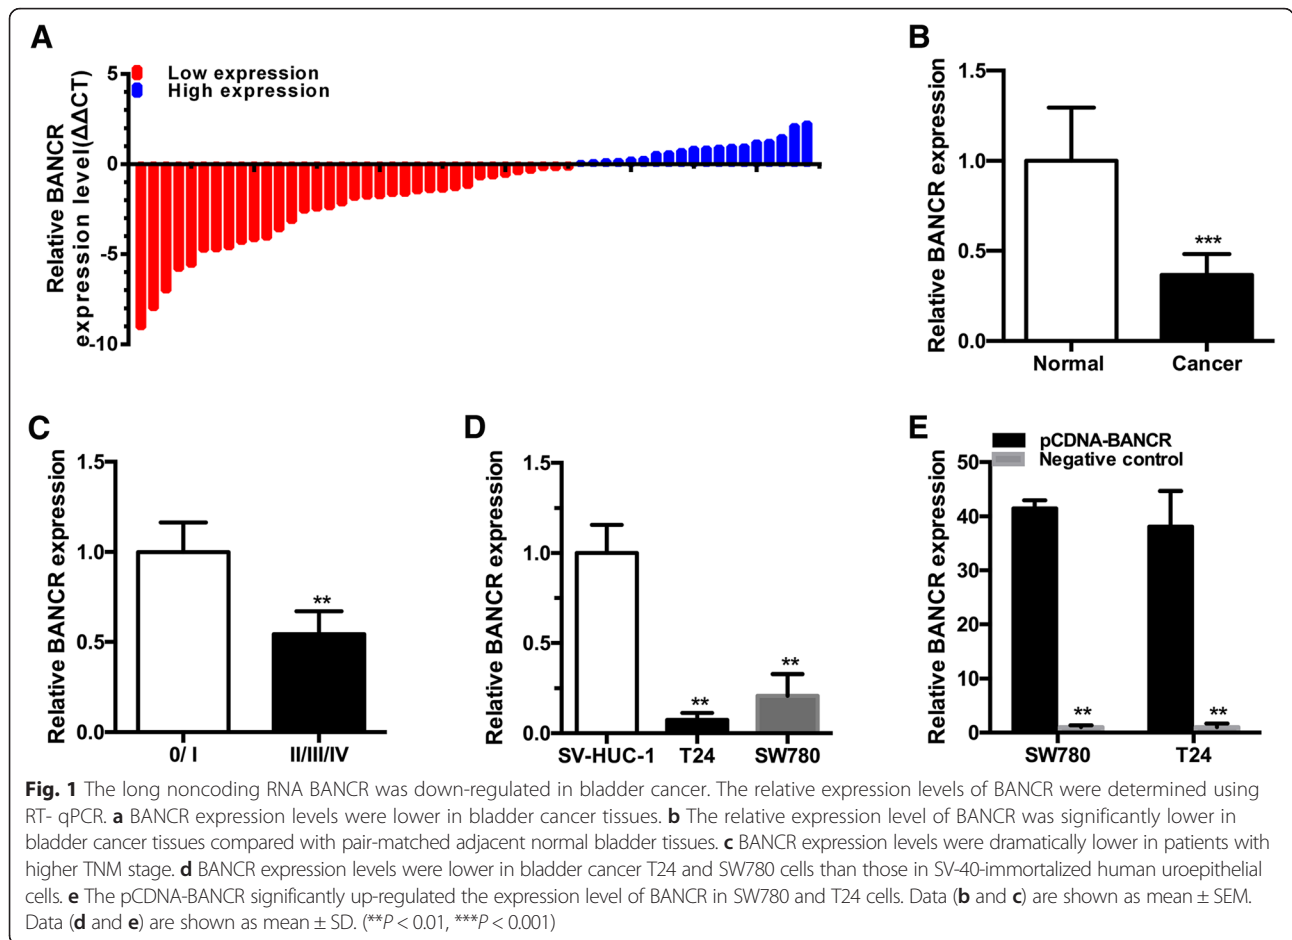 A
Low expression
High expression
Relative BANCR
expression level(ΔΔCT)
5
0
-5
-10
B
Relative BANCR expression
1.5
1.0
0.5
0.0
***
Normal Cancer
C
Relative BANCR expression
1.5
1.0
0.5
0.0
**
0/ I II/III/IV
D
Relative BANCR expression
1.5
1.0
0.5
0.0
**
**
SV-HUC-1 T24 SW780
E
pCDNA-BANCR
Negative control
Relative BANCR expression
50
40
30
20
10
0
** **
SW780 T24
Fig. 1 The long noncoding RNA BANCR was down-regulated in bladder cancer. The relative expression levels of BANCR were determined using
RT- qPCR. a BANCR expression levels were lower in bladder cancer tissues. b The relative expression level of BANCR was significantly lower in
bladder cancer tissues compared with pair-matched adjacent normal bladder tissues. c BANCR expression levels were dramatically lower in patients with
higher TNM stage. d BANCR expression levels were lower in bladder cancer T24 and SW780 cells than those in SV-40-immortalized human uroepithelial
cells. e The pCDNA-BANCR significantly up-regulated the expression level of BANCR in SW780 and T24 cells. Data (b and c) are shown as mean ± SEM.
Data (d and e) are shown as mean ± SD. (**P < 0.01, ***P < 0.001)